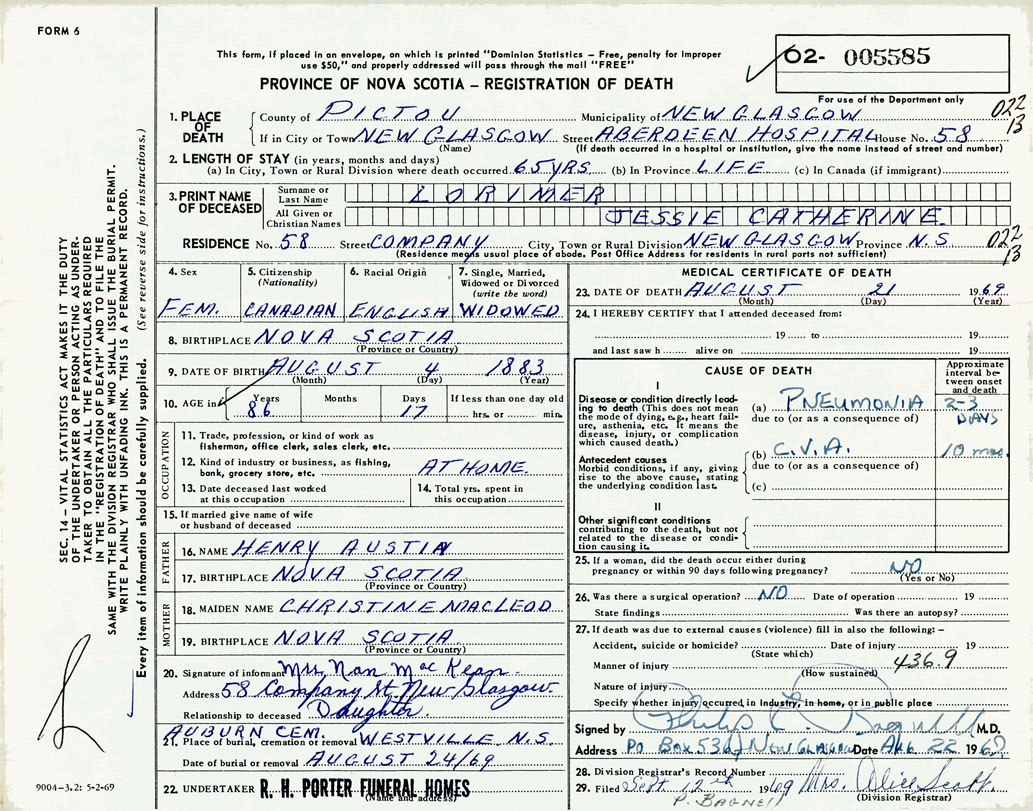 FORM 6
This form, if placed in an envelope, on which is printed "Dominion Statistics – Free, penalty for improper
use $50," and properly addressed will pass through the mail "FREE"
PROVINCE OF NOVA SCOTIA – REGISTRATION OF DEATH
02- 005585
For use of the Department only
SEC. 14 – VITAL STATISTICS ACT MAKES IT THE DUTY
OF THE UNDERTAKER OR PERSON ACTING AS UNDER-
TAKER TO OBTAIN ALL THE PARTICULARS REQUIRED
IN THE "REGISTRATION OF DEATH" AND TO FILE THE
SAME WITH THE DIVISION REGISTRAR WHO SHALL ISSUE THE BURIAL PERMIT.
WRITE PLAINLY WITH UNFADING INK. THIS IS A PERMANENT RECORD.
Every item of information should be carefully supplied. (See reverse side for instructions.)
1. PLACE OF DEATH
County of PICTOU Municipality of NEW GLASGOW 022
13
If in City or Town NEW GLASGOW Street ABERDEEN HOSPITAL House No. 58
(Name) (If death occurred in a hospital or institution, give the name instead of street and number)
2. LENGTH OF STAY (in years, months and days)
(a) In City, Town or Rural Division where death occurred 65 YRS (b) In Province LIFE (c) In Canada (if immigrant)
3. PRINT NAME OF DECEASED
Surname or Last Name LORIMER
All Given or Christian Names JESSIE CATHERINE
RESIDENCE No. 58 Street COMPANY City, Town or Rural Division NEW GLASGOW Province N.S. 022
13
(Residence means usual place of abode. Post Office Address for residents in rural parts not sufficient)
4. Sex FEM.
5. Citizenship (Nationality) CANADIAN
6. Racial Origin ENGLISH
7. Single, Married, Widowed or Divorced (write the word) WIDOWED
8. BIRTHPLACE NOVA SCOTIA
(Province or Country)
9. DATE OF BIRTH AUGUST 4 1883
(Month) (Day) (Year)
10. AGE in Years 86 Months Days 17 If less than one day old
hrs. or min.
OCCUPATION
11. Trade, profession, or kind of work as
fishermen, office clerk, sales clerk, etc.
12. Kind of industry or business, as fishing,
bank, grocery store, etc. AT HOME
13. Date deceased last worked
at this occupation
14. Total yrs. spent in
this occupation
15. If married give name of wife
or husband of deceased
FATHER
16. NAME HENRY AUSTIN
17. BIRTHPLACE NOVA SCOTIA
(Province or Country)
MOTHER
18. MAIDEN NAME CHRISTINE MACLEOD
19. BIRTHPLACE NOVA SCOTIA
(Province or Country)
20. Signature of informant Mrs Nan MacKean
Address 58 Company St. New Glasgow
Relationship to deceased Daughter.
AUBURN CEM.
21. Place of burial, cremation or removal WESTVILLE, N.S.
Date of burial or removal AUGUST 24/69
22. UNDERTAKER R. H. PORTER FUNERAL HOMES
(Name and address)
9004-3.2: 5-2-69
MEDICAL CERTIFICATE OF DEATH
23. DATE OF DEATH AUGUST 21 1969
(Month) (Day) (Year)
24. I HEREBY CERTIFY that I attended deceased from:
19 to 19
and last saw h alive on 19
CAUSE OF DEATH
Approximate interval between onset and death
I
Disease or condition directly lead-
ing to death (This does not mean
the mode of dying, e.g., heart fail-
ure, asthenia, etc. It means the
disease, injury, or complication
which caused death.)
(a) PNEUMONIA 2-3 DAYS
due to (or as a consequence of)
Antecedent causes
Morbid conditions, if any, giving
rise to the above cause, stating
the underlying condition last.
(b) C.V.A. 10 mos.
due to (or as a consequence of)
(c)
II
Other significant conditions
contributing to the death, but not
related to the disease or condi-
tion causing it.
25. If a woman, did the death occur either during
pregnancy or within 90 days following pregnancy? NO
(Yes or No)
26. Was there a surgical operation? NO Date of operation 19
State findings Was there an autopsy?
27. If death was due to external causes (violence) fill in also the following: –
Accident, suicide or homicide? Date of injury 19
(State which)
Manner of injury 436.9
(How sustained)
Nature of injury
Specify whether injury occurred in industry, in home, or in public place
Signed by Philip L. Bagnell M.D.
Address PO Box 536 New Glasgow Date Aug 22 1969
28. Division Registrar's Record Number
29. Filed Sept 12th 1969 Mrs. Alice Scott
(Division Registrar)
P. BAGNELL